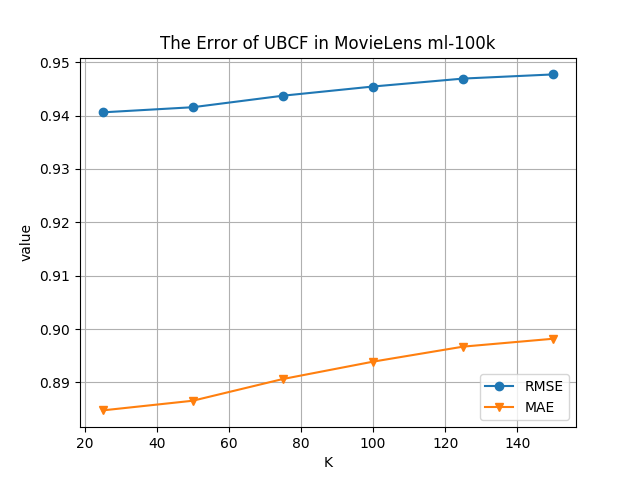 The Error of UBCF in MovieLens ml-100k
0.95
0.94
0.93
0.92
0.91
0.90
0.89
value
20 40 60 80 100 120 140
K
RMSE
MAE